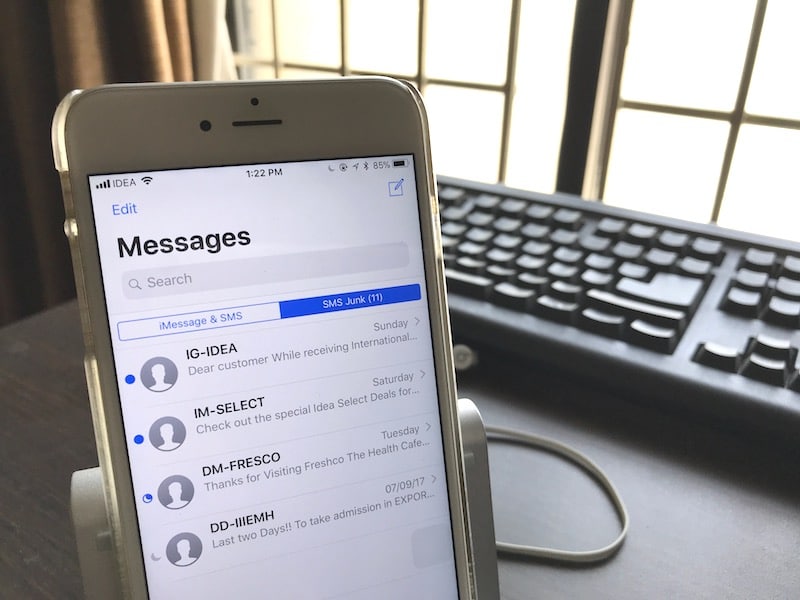 IDEA 1:22 PM 85%
Edit
Messages
Search
iMessage & SMS SMS Junk (11)
IG-IDEA Sunday
Dear customer While receiving International...
IM-SELECT Saturday
Check out the special Idea Select Deals for...
DM-FRESCO Tuesday
Thanks for Visiting Freshco The Health Cafe...
DD-IIIEMH 07/09/17
Last two Days!! To take admission in EXPOR...